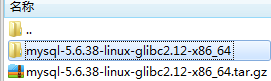 名称
..
mysql-5.6.38-linux-glibc2.12-x86_64
mysql-5.6.38-linux-glibc2.12-x86_64.tar.gz